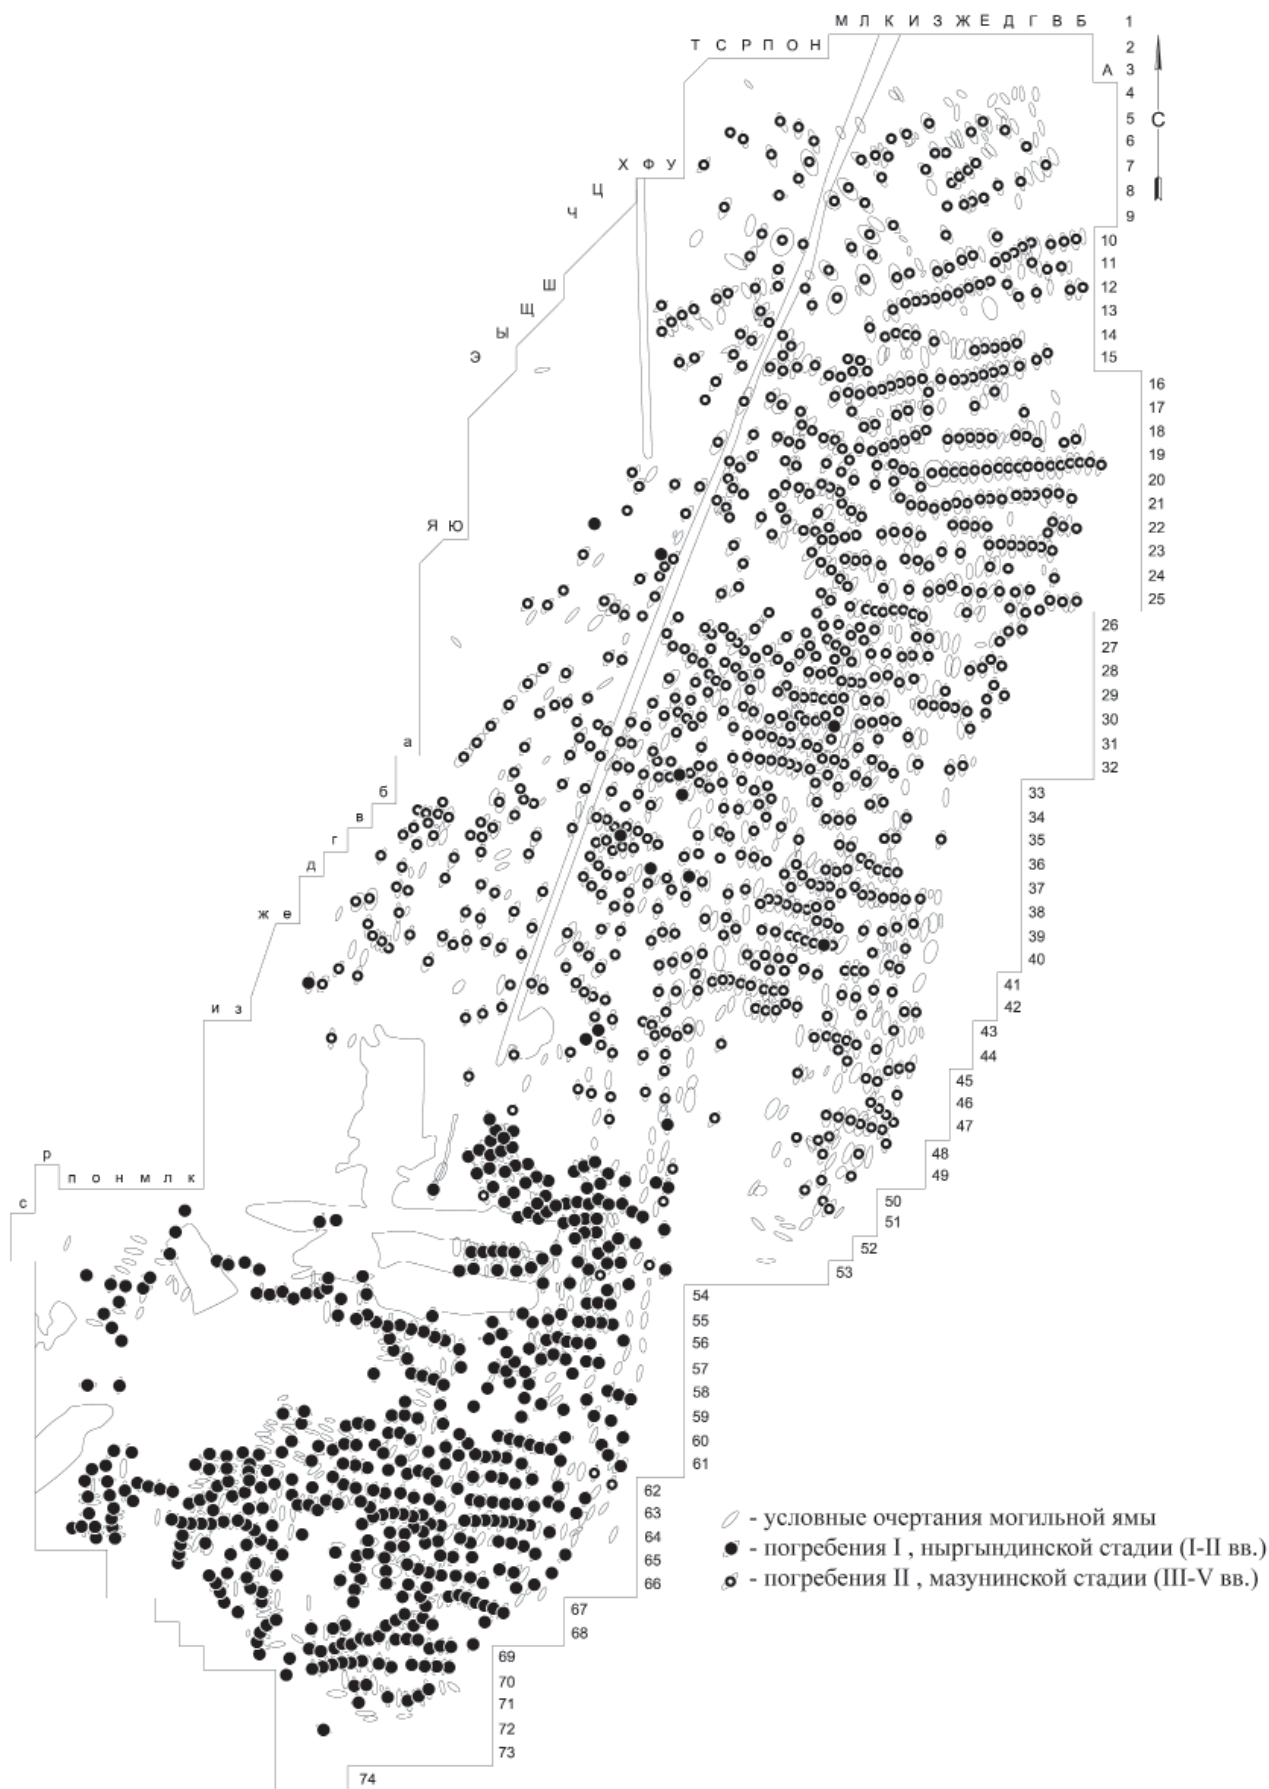 М Л К И З Ж Е Д Г В Б 1
Т С Р П О Н 2
А 3
4
С 5
6
Х Ф У 7
Ц 8
Ч 9
10
11
Ш 12
Щ 13
Ы 14
Э 15
16
17
18
19
20
21
Я Ю 22
23
24
25
26
27
28
29
30
а 31
32
б 33
в 34
г 35
д 36
37
ж е 38
39
40
41
и з 42
43
44
45
46
47
р 48
п о н м л к 49
с 50
51
52
53
54
55
56
57
58
59
60
61
62
63
- условные очертания могильной ямы
64
- погребения I , ныргындинской стадии (I-II вв.)
65
- погребения II , мазунинской стадии (III-V вв.)
66
67
68
69
70
71
72
73
74